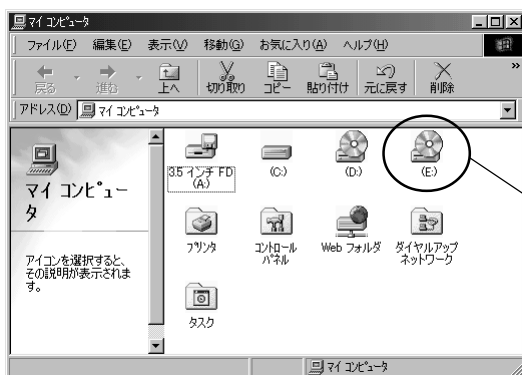 マイ コンピュータ
ファイル(F) 編集(E) 表示(V) 移動(G) お気に入り(A) ヘルプ(H)
戻る 進む 上へ 切り取り コピー 貼り付け 元に戻す 削除 »
アドレス(D) マイ コンピュータ
マイ コンピュー
タ
アイコンを選択すると、
その説明が表示されま
す。
3.5 インチ FD
(A:)
(C:)
(D:)
(E:)
プリンタ
コントロール
パネル
Web フォルダ
ダイヤルアップ
ネットワーク
タスク
マイ コンピュータ